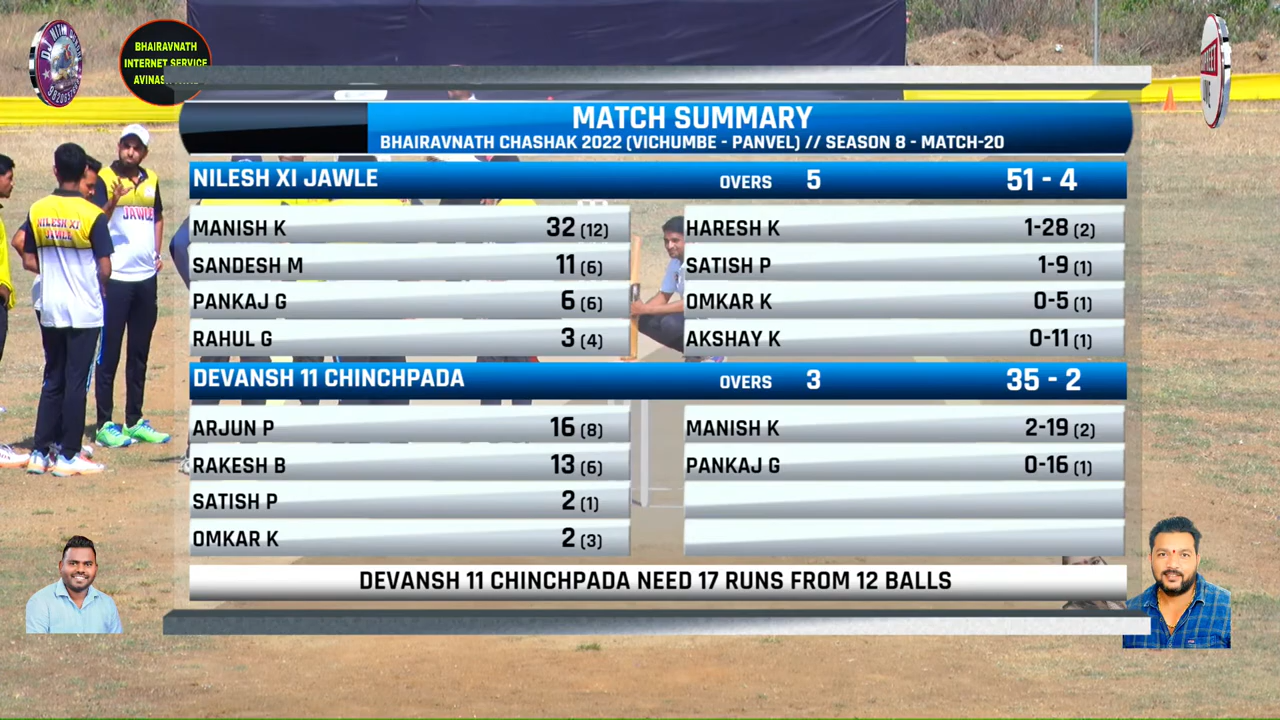 BHAIRAVNATH
INTERNET SERVICE
MATCH SUMMARY
BHAIRAVNATH CHASHAK 2022 (VICHUMBE - PANVEL) // SEASON 8 - MATCH-20
NILESH XI JAWLE OVERS 5 51 - 4
MANISH K 32 (12) HARESH K 1-28 (2)
SANDESH M 11 (6) SATISH P 1-9 (1)
PANKAJ G 6 (6) OMKAR K 0-5 (1)
RAHUL G 3 (4) AKSHAY K 0-11 (1)
DEVANSH 11 CHINCHPADA OVERS 3 35 - 2
ARJUN P 16 (8) MANISH K 2-19 (2)
RAKESH B 13 (6) PANKAJ G 0-16 (1)
SATISH P 2 (1)
OMKAR K 2 (3)
DEVANSH 11 CHINCHPADA NEED 17 RUNS FROM 12 BALLS
NILESH XI
JAWLE
JAWLE